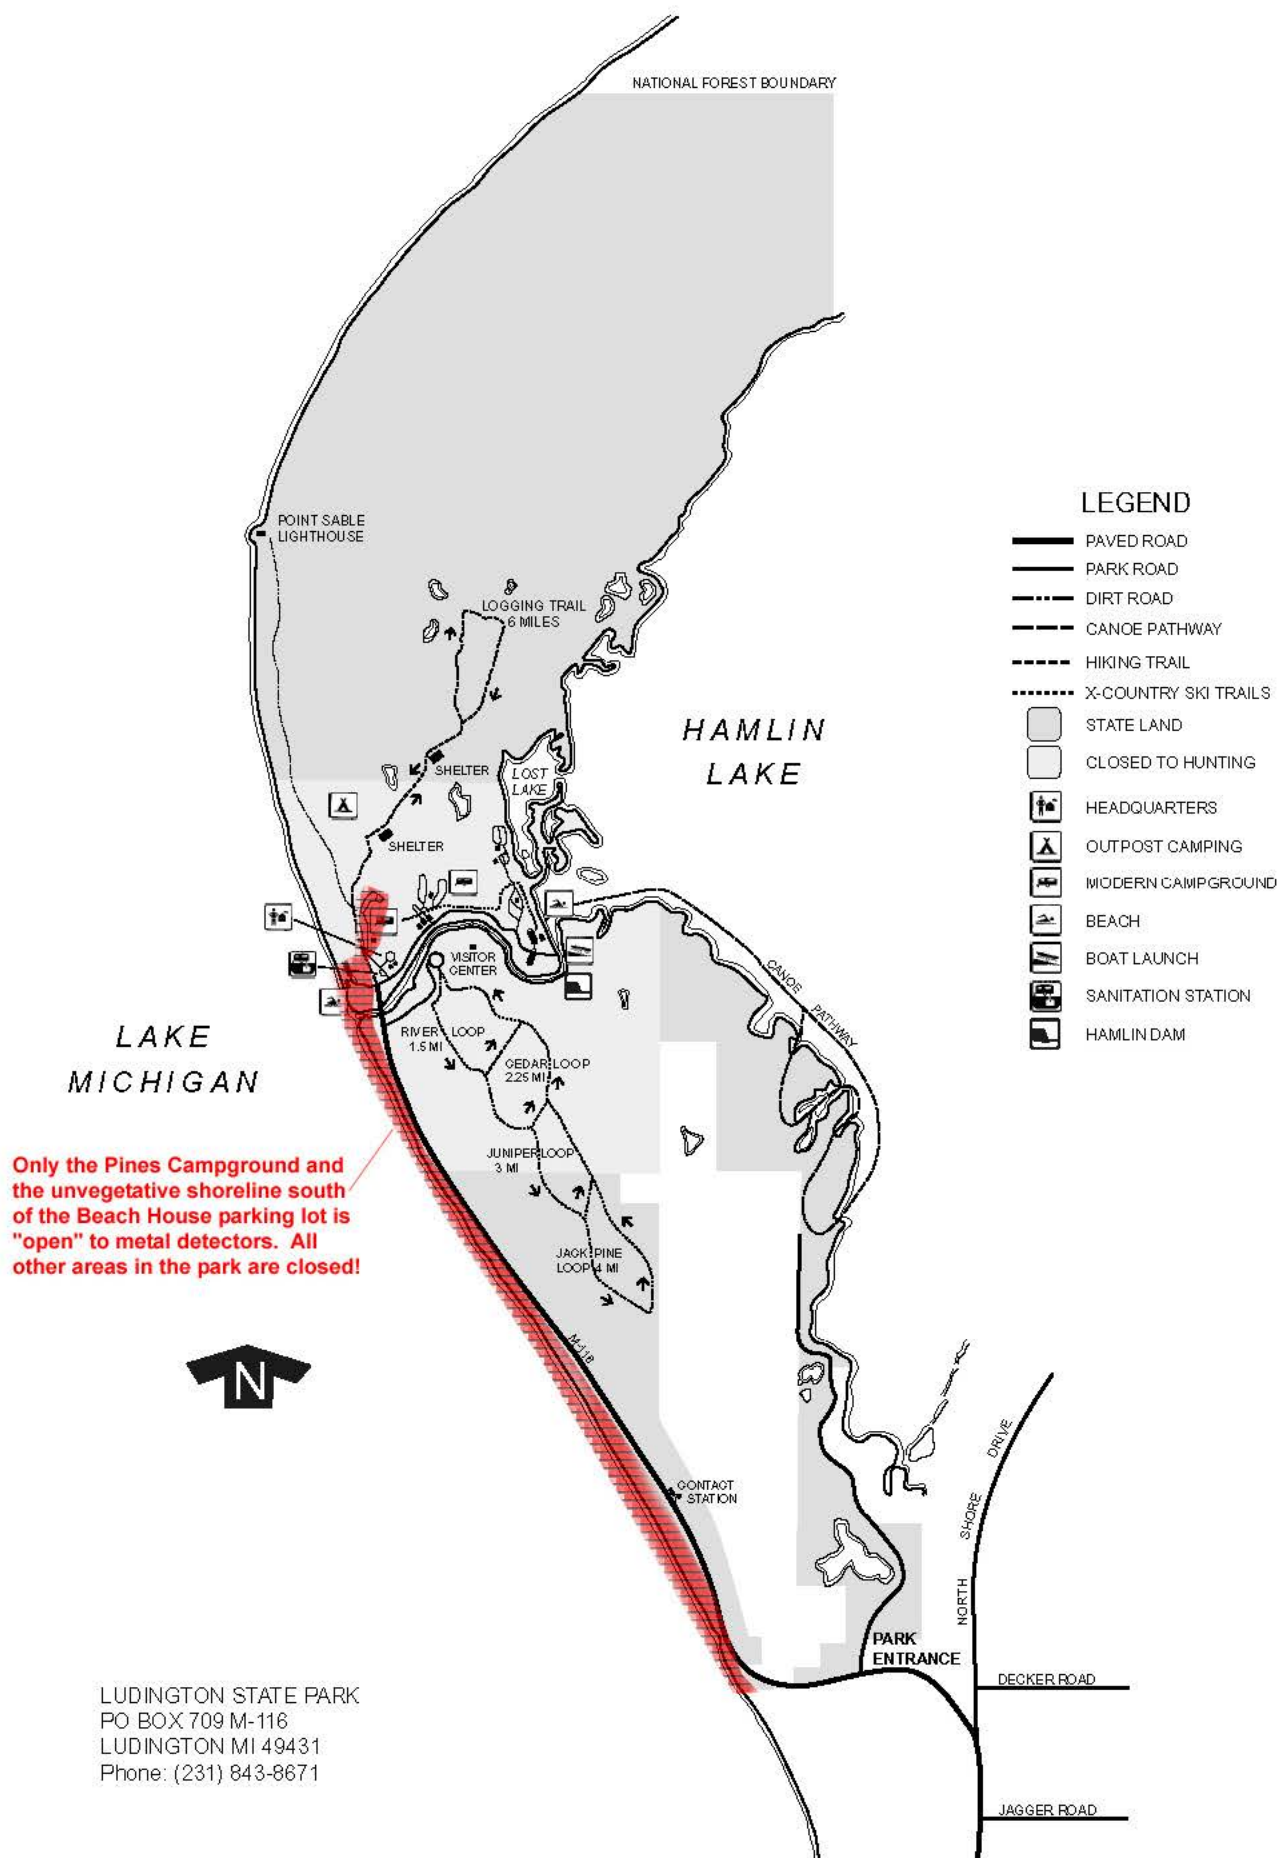 NATIONAL FOREST BOUNDARY
POINT SABLE
LIGHTHOUSE
LOGGING TRAIL
6 MILES
HAMLIN
LAKE
SHELTER
LOST
LAKE
SHELTER
VISITOR
CENTER
CANOE PATHWAY
RIVER LOOP
1.5 MI
CEDAR LOOP
2.25 MI
JUNIPER LOOP
3 MI
JACK PINE
LOOP 4 MI
LAKE
MICHIGAN
Only the Pines Campground and
the unvegetative shoreline south
of the Beach House parking lot is
"open" to metal detectors. All
other areas in the park are closed!
N
M-116
CONTACT
STATION
NORTH SHORE DRIVE
PARK
ENTRANCE
DECKER ROAD
JAGGER ROAD
LEGEND
PAVED ROAD
PARK ROAD
DIRT ROAD
CANOE PATHWAY
HIKING TRAIL
X-COUNTRY SKI TRAILS
STATE LAND
CLOSED TO HUNTING
HEADQUARTERS
OUTPOST CAMPING
MODERN CAMPGROUND
BEACH
BOAT LAUNCH
SANITATION STATION
HAMLIN DAM
LUDINGTON STATE PARK
PO BOX 709 M-116
LUDINGTON MI 49431
Phone: (231) 843-8671